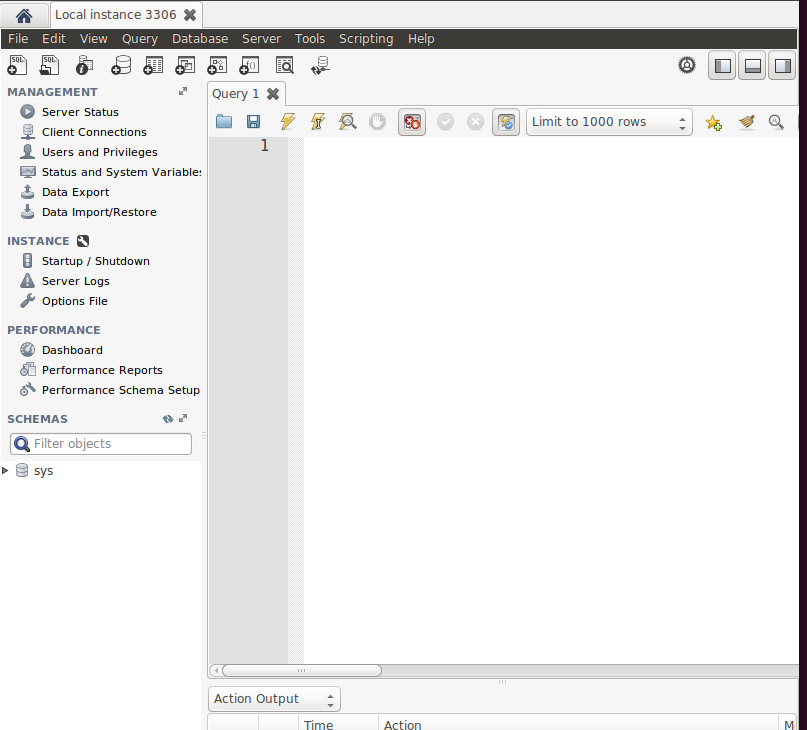 Local instance 3306
File Edit View Query Database Server Tools Scripting Help
SQL SQL
MANAGEMENT
Server Status
Client Connections
Users and Privileges
Status and System Variables
Data Export
Data Import/Restore
INSTANCE
Startup / Shutdown
Server Logs
Options File
PERFORMANCE
Dashboard
Performance Reports
Performance Schema Setup
SCHEMAS
Filter objects
sys
Query 1
Limit to 1000 rows
1
Action Output
Time Action M